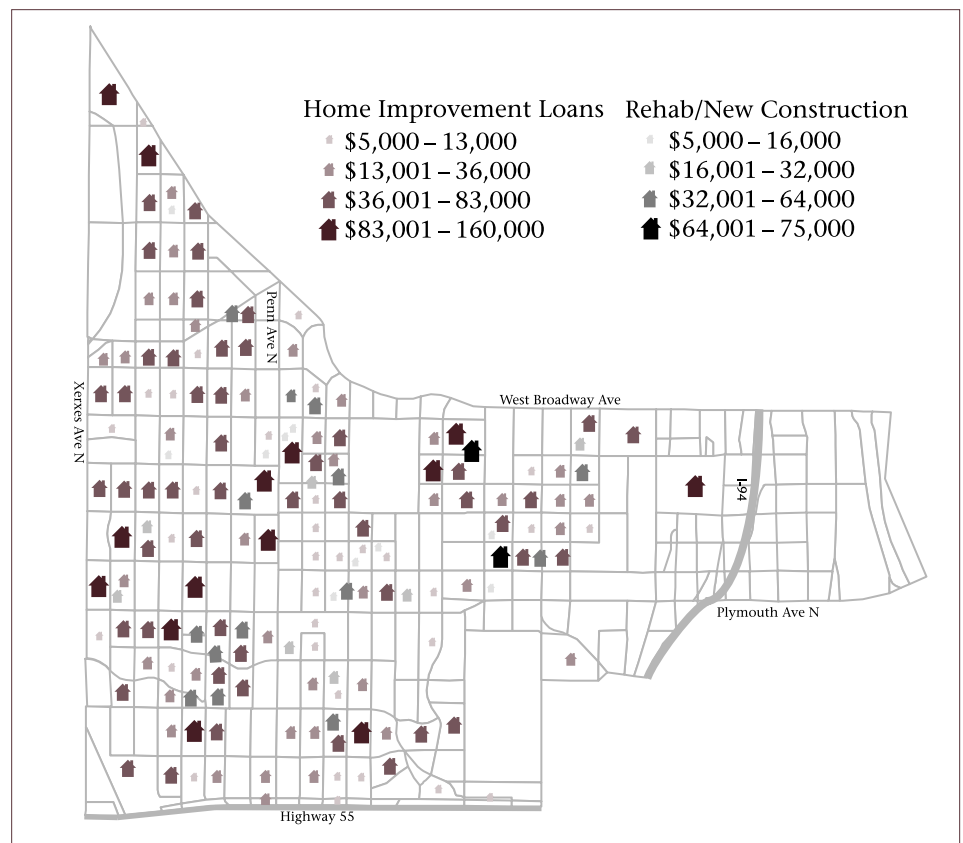 Home Improvement Loans
$5,000 – 13,000
$13,001 – 36,000
$36,001 – 83,000
$83,001 – 160,000
Rehab/New Construction
$5,000 – 16,000
$16,001 – 32,000
$32,001 – 64,000
$64,001 – 75,000
Penn Ave N
Xerxes Ave N
West Broadway Ave
I-94
Plymouth Ave N
Highway 55